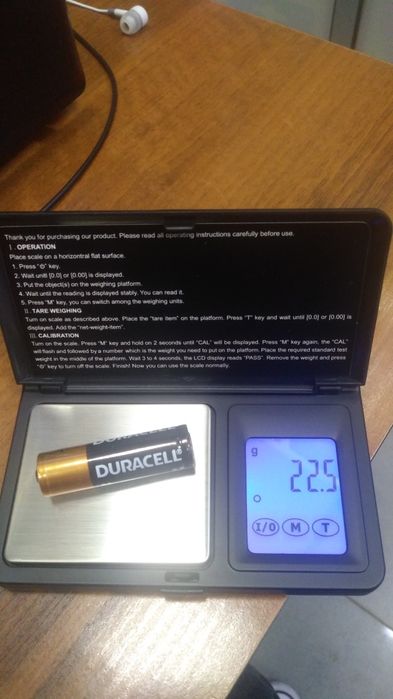 Thank you for purchasing our product. Please read all operating instructions carefully before use.
I . OPERATION
Place scale on a horizontral flat surface.
1. Press "⊙" key.
2. Wait until [0.0] or [0.00] is displayed.
3. Put the object(s) on the weighing platform.
4. Wait until the reading is displayed stably. You can read it.
5. Press "M" key, you can switch among the weighing units.
II . TARE WEIGHING
Turn on scale as described above. Place the "tare item" on the platform. Press "T" key and wait until [0.0] or [0.00] is
displayed. Add the "net-weight-item".
III. CALIBRATION
Turn on the scale. Press "M" key and hold on 2 seconds until "CAL" will be displayed. Press "M" key again, the "CAL"
will flash and followed by a number which is the weight you need to put on the platform. Place the required standard test
weight in the middle of the platform. Wait 3 to 4 seconds, the LCD display reads "PASS". Remove the weight and press
"⊙" key to turn off the scale. Finish! Now you can use the scale normally.
DURACELL
DURACELL®
g
22.5
I/O M T